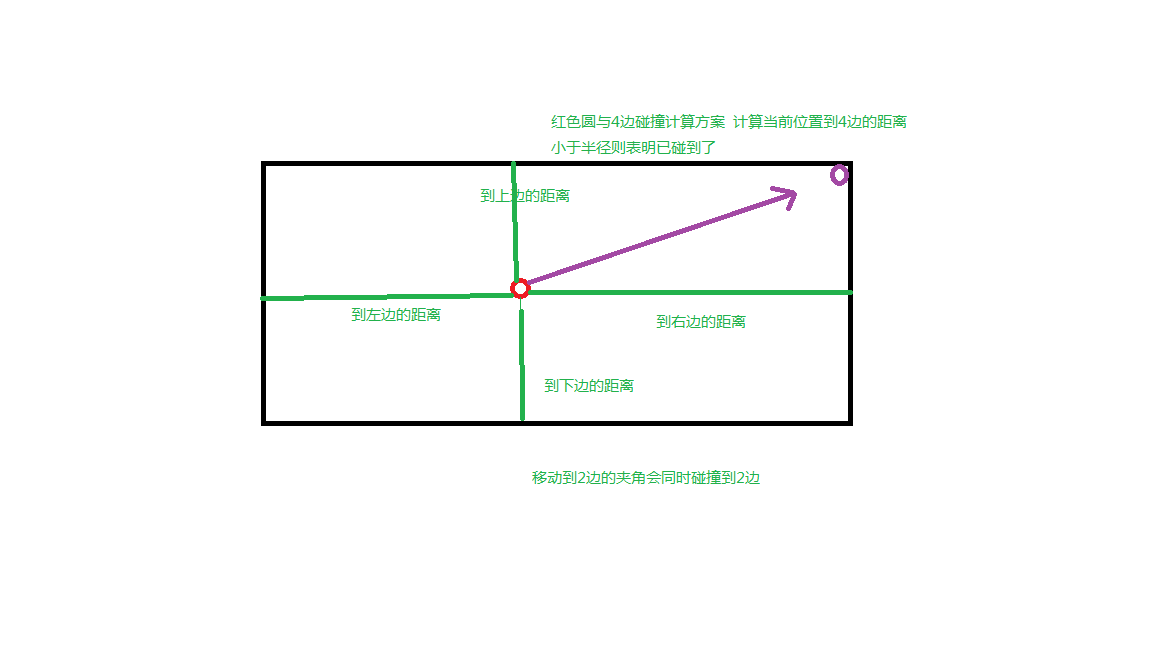 红色圆与4边碰撞计算方案 计算当前位置到4边的距离
小于半径则表明已碰到了
到上边的距离
到左边的距离
到右边的距离
到下边的距离
移动到2边的夹角会同时碰撞到2边